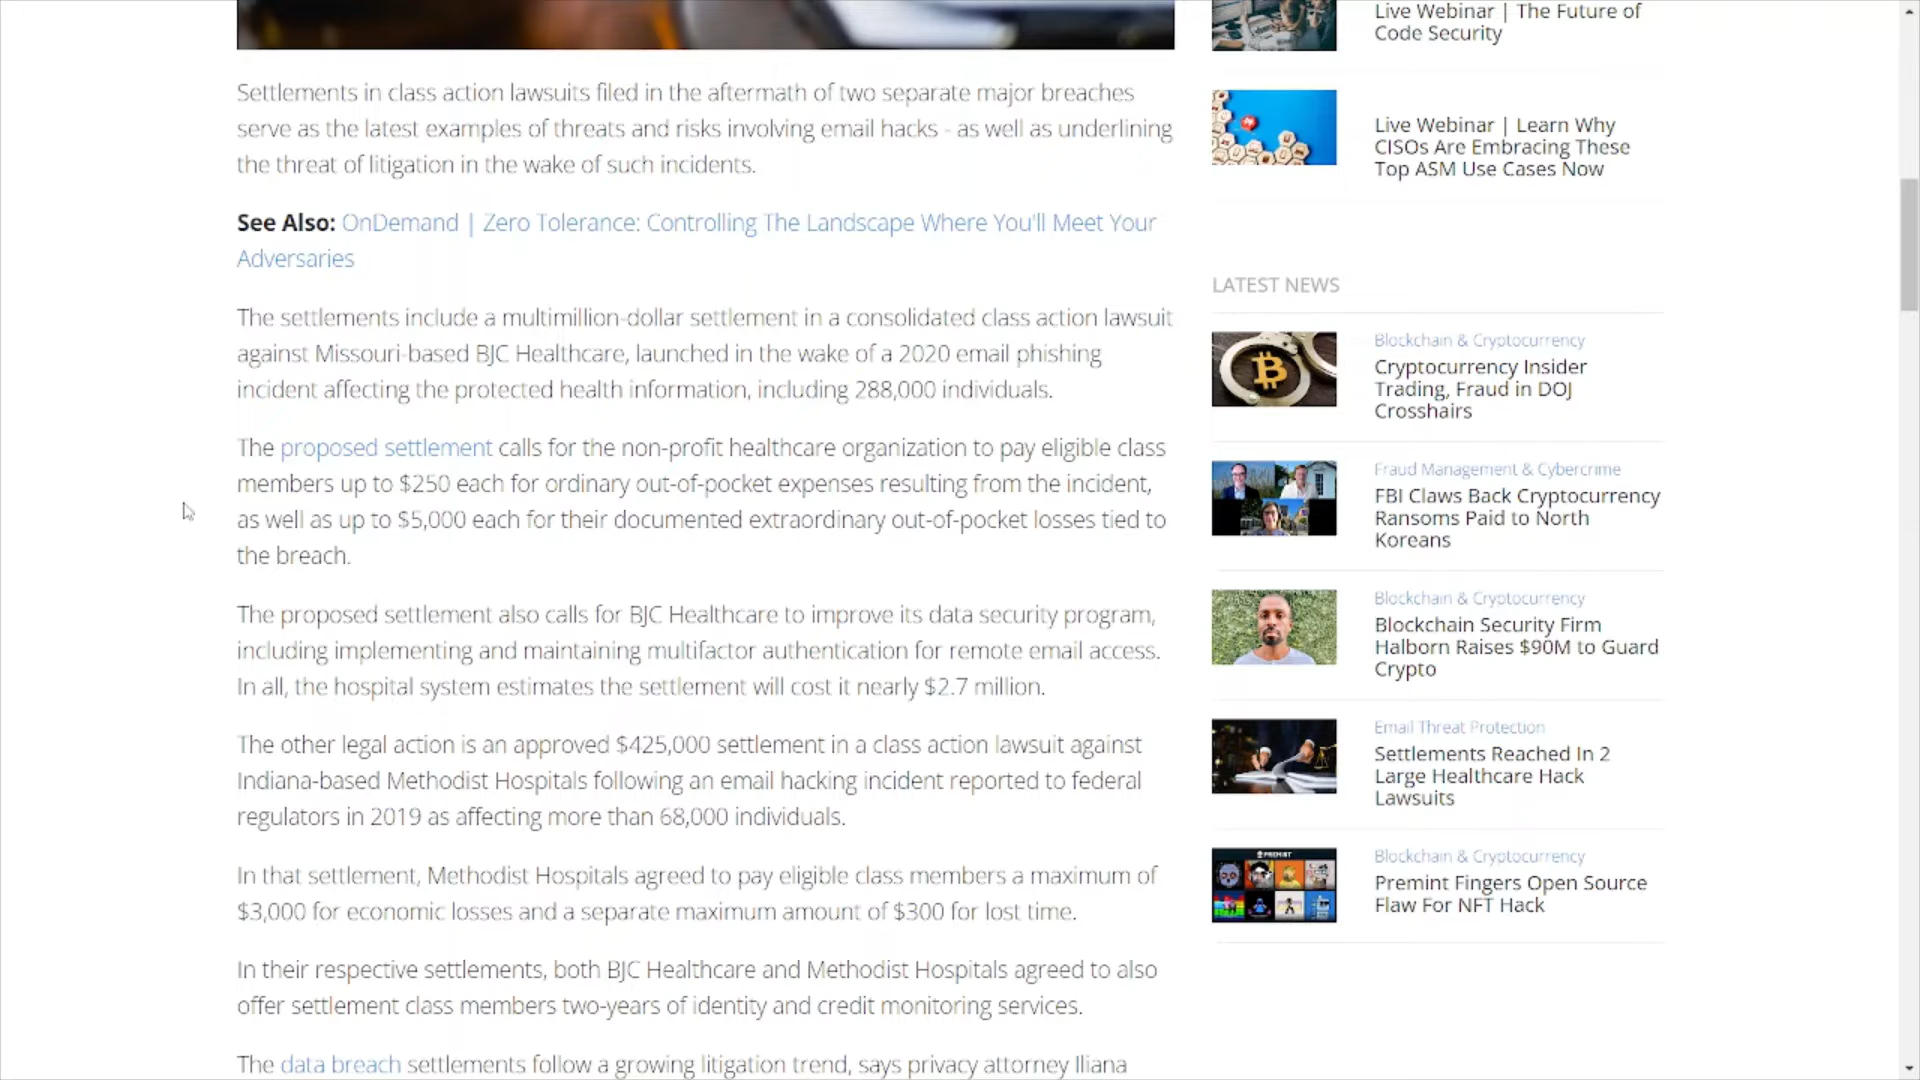 Settlements in class action lawsuits filed in the aftermath of two separate major breaches
serve as the latest examples of threats and risks involving email hacks - as well as underlining
the threat of litigation in the wake of such incidents.
See Also: OnDemand | Zero Tolerance: Controlling The Landscape Where You'll Meet Your
Adversaries
The settlements include a multimillion-dollar settlement in a consolidated class action lawsuit
against Missouri-based BJC Healthcare, launched in the wake of a 2020 email phishing
incident affecting the protected health information, including 288,000 individuals.
The proposed settlement calls for the non-profit healthcare organization to pay eligible class
members up to $250 each for ordinary out-of-pocket expenses resulting from the incident,
as well as up to $5,000 each for their documented extraordinary out-of-pocket losses tied to
the breach.
The proposed settlement also calls for BJC Healthcare to improve its data security program,
including implementing and maintaining multifactor authentication for remote email access.
In all, the hospital system estimates the settlement will cost it nearly $2.7 million.
The other legal action is an approved $425,000 settlement in a class action lawsuit against
Indiana-based Methodist Hospitals following an email hacking incident reported to federal
regulators in 2019 as affecting more than 68,000 individuals.
In that settlement, Methodist Hospitals agreed to pay eligible class members a maximum of
$3,000 for economic losses and a separate maximum amount of $300 for lost time.
In their respective settlements, both BJC Healthcare and Methodist Hospitals agreed to also
offer settlement class members two-years of identity and credit monitoring services.
The data breach settlements follow a growing litigation trend, says privacy attorney Iliana
Live Webinar | The Future of
Code Security
Live Webinar | Learn Why
CISOs Are Embracing These
Top ASM Use Cases Now
LATEST NEWS
Blockchain & Cryptocurrency
Cryptocurrency Insider
Trading, Fraud in DOJ
Crosshairs
Fraud Management & Cybercrime
FBI Claws Back Cryptocurrency
Ransoms Paid to North
Koreans
Blockchain & Cryptocurrency
Blockchain Security Firm
Halborn Raises $90M to Guard
Crypto
Email Threat Protection
Settlements Reached In 2
Large Healthcare Hack
Lawsuits
PREMINT
Blockchain & Cryptocurrency
Premint Fingers Open Source
Flaw For NFT Hack